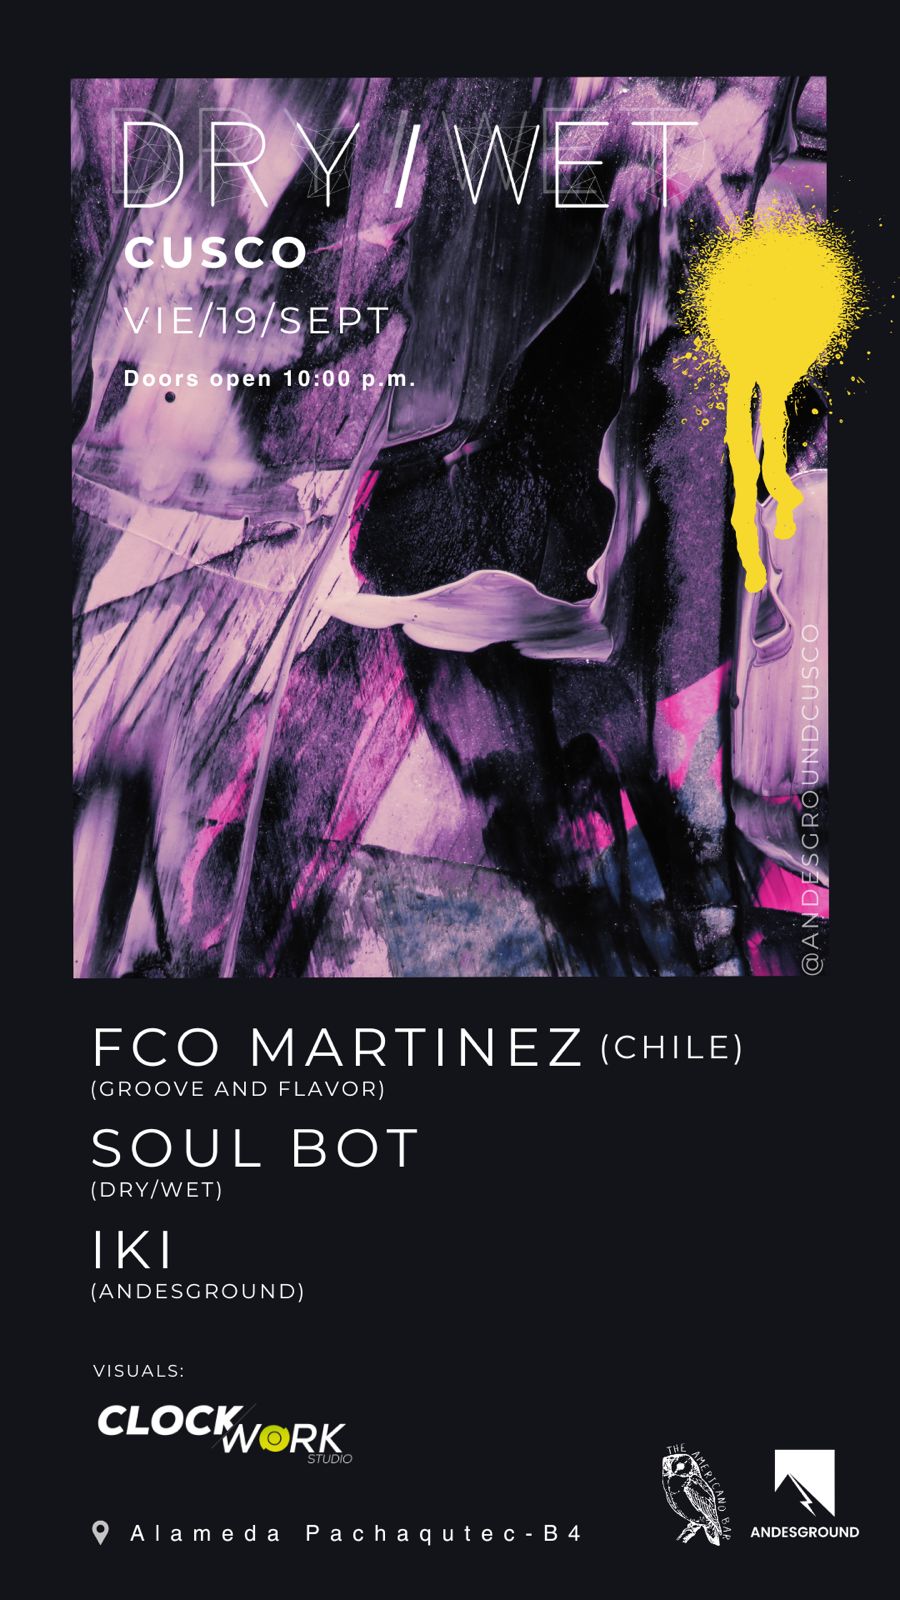 DRY/WET
CUSCO
VIE/19/SEPT
Doors open 10:00 p.m.
@ANDESGROUNDCUSCO
FCO MARTINEZ (CHILE)
(GROOVE AND FLAVOR)
SOUL BOT
(DRY/WET)
IKI
(ANDESGROUND)
VISUALS:
CLOCKWORK
STUDIO
Alameda Pachaqutec-B4
THE AMERICANO BAR
ANDESGROUND